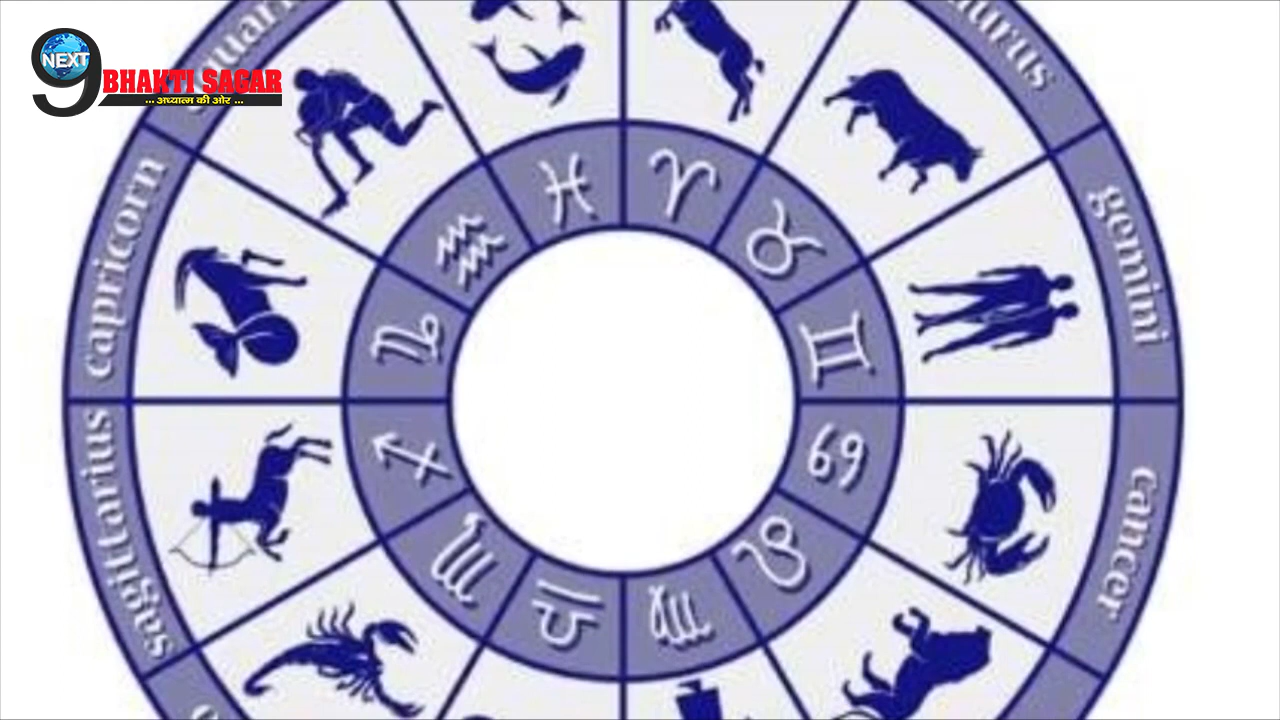 9
NEXT
BHAKTI SAGAR
... अध्यात्म की ओर ...
capricorn
gemini
sagittarius
cancer